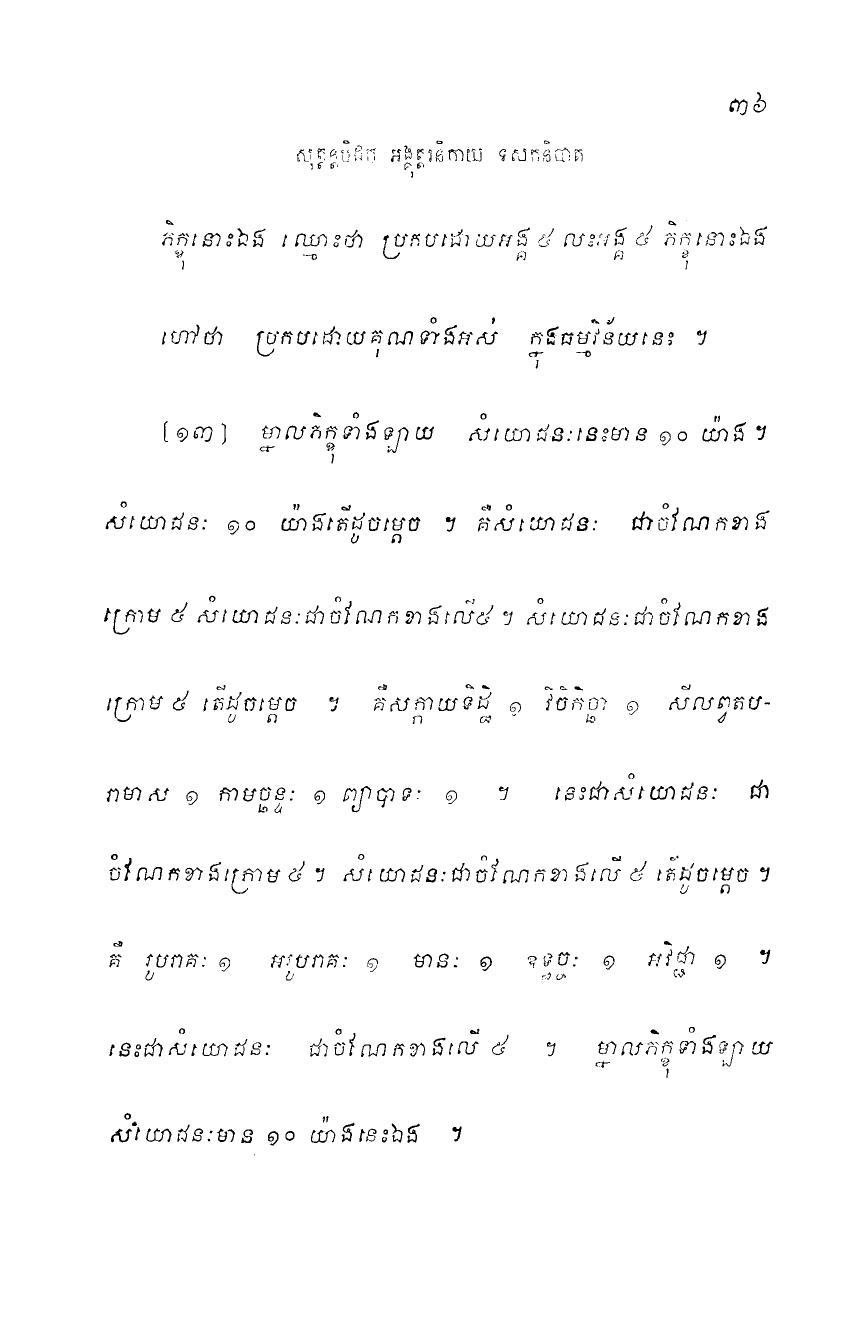 ៣៦
សុត្តន្តបិដក អង្គុត្តរនិកាយ ទសកនិបាត
ភិក្ខុនោះឯង ឈ្មោះថា ប្រកបដោយអង្គ ៥ លះអង្គ ៥ ភិក្ខុនោះឯង
ហៅថា ប្រកបដោយគុណទាំងអស់ ក្នុងធម្មវិន័យនេះ ។
[១៣] ម្នាលភិក្ខុទាំងឡាយ សំយោជនៈនេះមាន ១០ យ៉ាង ។
សំយោជនៈ ១០ យ៉ាងតើដូចម្តេច ។ គឺសំយោជនៈ ជាចំណែកខាង
ក្រោម ៥ សំយោជនៈជាចំណែកខាងលើ៥ ។ សំយោជនៈជាចំណែកខាង
ក្រោម ៥ តើដូចម្តេច ។ គឺសក្កាយទិដ្ឋិ ១ វិចិកិច្ឆា ១ សីលព្វតប-
រាមាស ១ កាមច្ឆន្ទៈ ១ ព្យាបាទៈ ១ ។ នេះជាសំយោជនៈ ជា
ចំណែកខាងក្រោម ៥ ។ សំយោជនៈជាចំណែកខាងលើ ៥ តើដូចម្តេច ។
គឺ រូបរាគៈ ១ អរូបរាគៈ ១ មានៈ ១ ឧទ្ធច្ចៈ ១ អវិជ្ជា ១ ។
នេះជាសំយោជនៈ ជាចំណែកខាងលើ ៥ ។ ម្នាលភិក្ខុទាំងឡាយ
សំយោជនៈមាន ១០ យ៉ាងនេះឯង ។